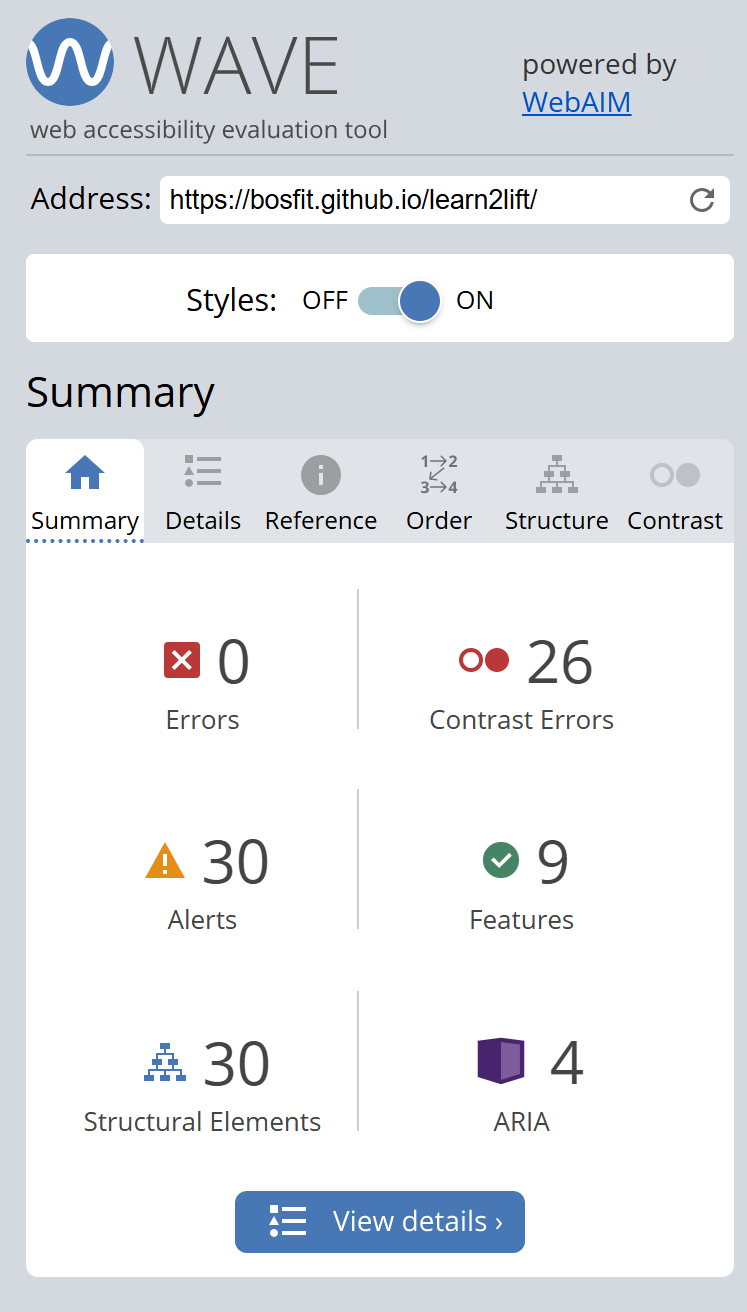 WAVE
powered by
WebAIM
web accessibility evaluation tool
Address: https://bosfit.github.io/learn2lift/
Styles: OFF ON
Summary
1→2
3→4
Summary Details Reference Order Structure Contrast
0 26
Errors Contrast Errors
30 9
Alerts Features
30 4
Structural Elements ARIA
View details ›